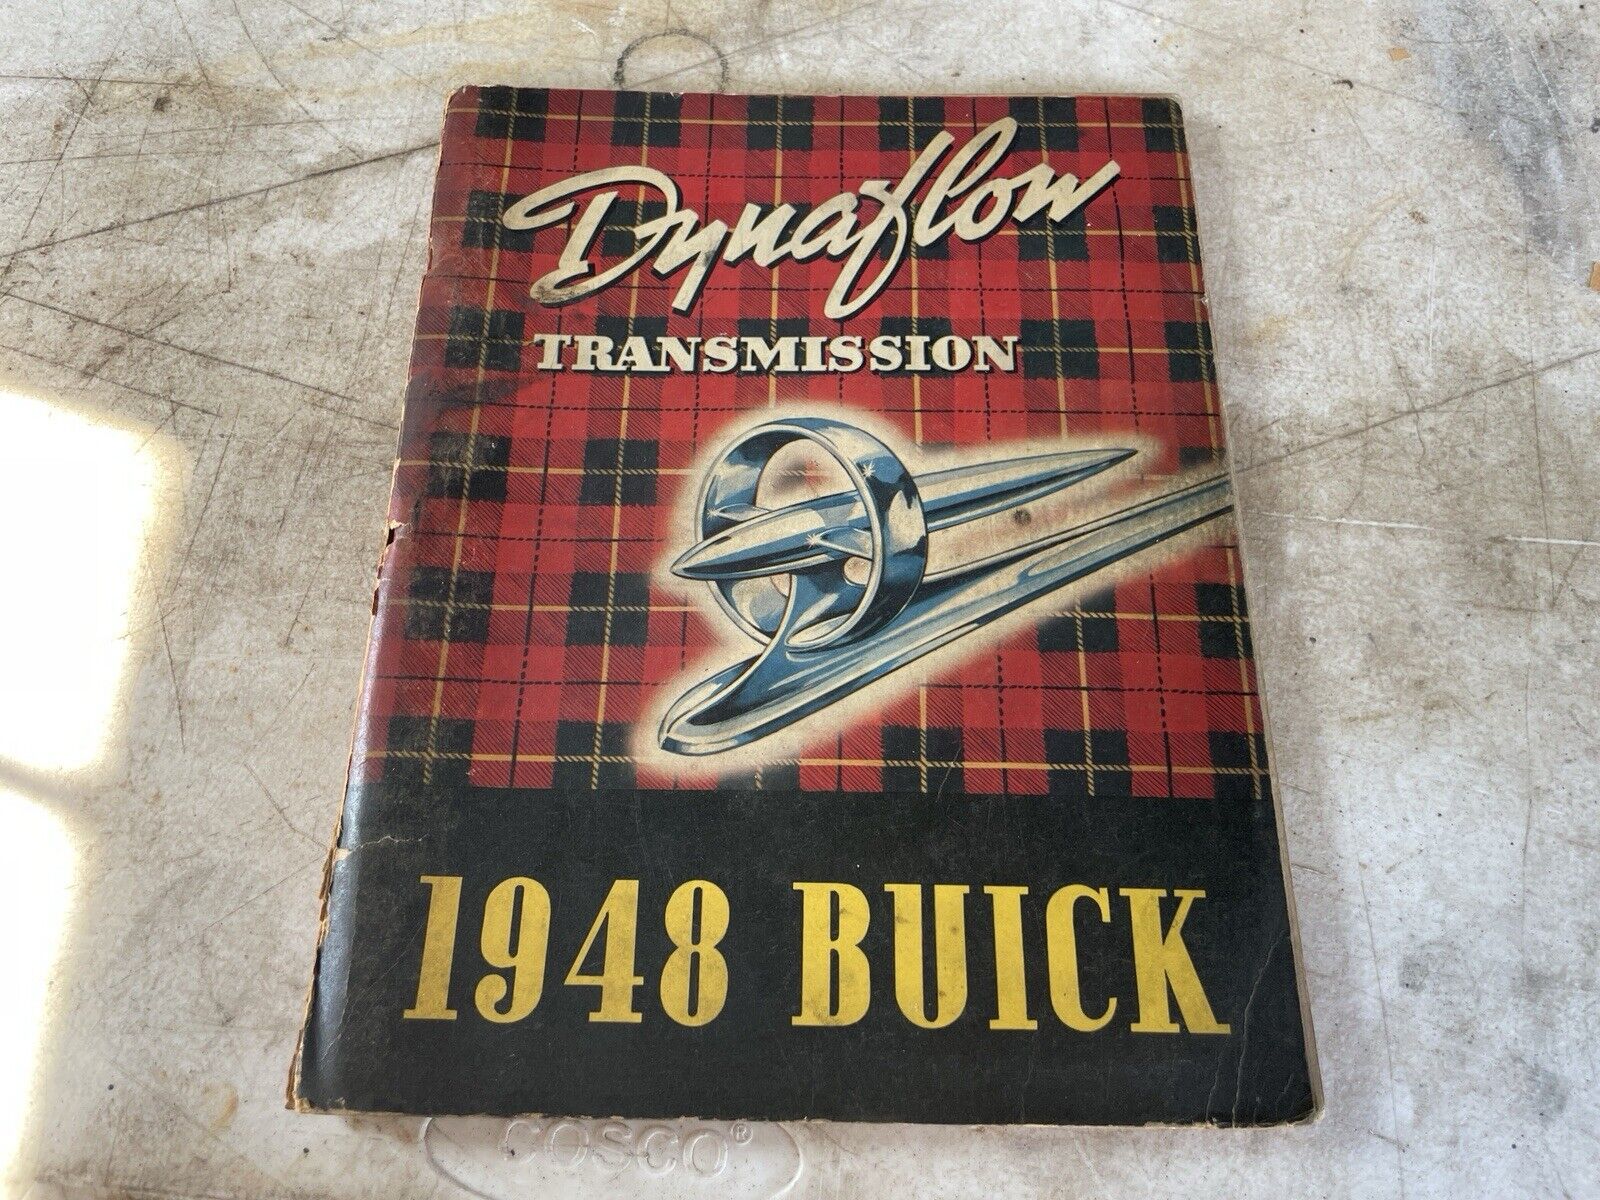 Dynaflow
TRANSMISSION
1948 BUICK
COSCO®